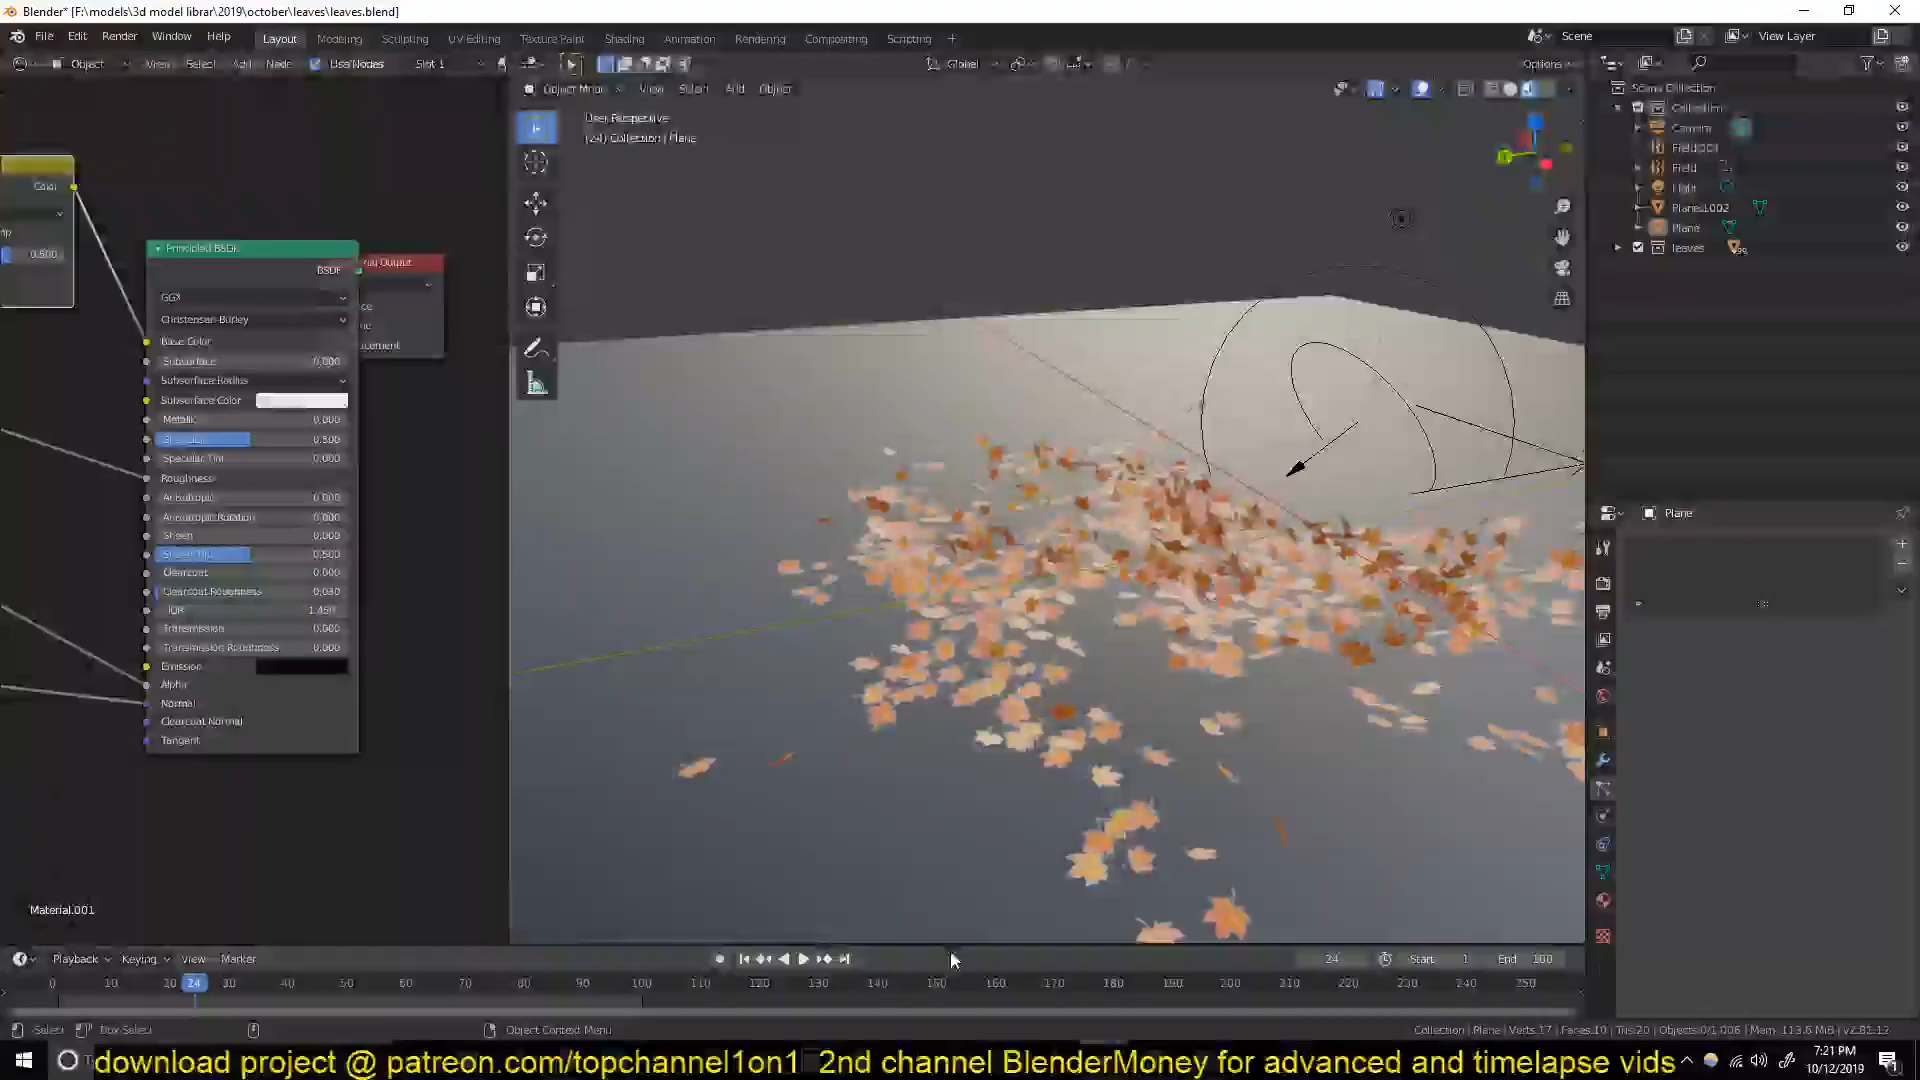 Blender* [F:\models\3d model librar\2019\october\leaves\leaves.blend]
File Edit Render Window Help
Layout Modeling Sculpting UV Editing Texture Paint Shading Animation Rendering Compositing Scripting +
Scene
View Layer
Object View Select Add Node Use Nodes Slot 1
Global
Options
Object Mode View Select Add Object
User Perspective
(24) Collection | Plane
Scene Collection
Collection
Camera
Field.001
Field
Light
Plane.1002
Plane
leaves
Color
0.500
Principled BSDF
BSDF
GGX
Christensen-Burley
Base Color
Subsurface 0.000
Subsurface Radius
Subsurface Color
Metallic 0.000
Specular 0.500
Specular Tint 0.000
Roughness
Anisotropic 0.000
Anisotropic Rotation 0.000
Sheen 0.000
Sheen Tint 0.500
Clearcoat 0.000
Clearcoat Roughness 0.030
IOR 1.450
Transmission 0.000
Transmission Roughness 0.000
Emission
Alpha
Normal
Clearcoat Normal
Tangent
Output
Plane
Material.001
Playback Keying View Marker
24 Start 1 End 100
0 10 20 24 30 40 50 60 70 80 90 100 110 120 130 140 150 160 170 180 190 200 210 220 230 240 250
Select Box Select Object Context Menu
Collection | Plane | Verts:17 | Faces:10 | Tris:20 | Objects:0/1,006 | Mem: 113.6 MiB | v2.81.12
download project @ patreon.com/topchannel1on1 2nd channel BlenderMoney for advanced and timelapse vids
7:21 PM
10/12/2019